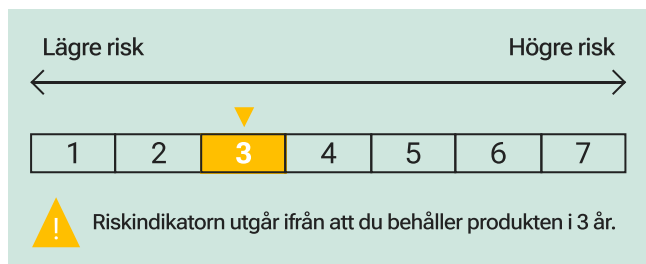 Lägre risk Högre risk
1 2 3 4 5 6 7
! Riskindikatorn utgår ifrån att du behåller produkten i 3 år.